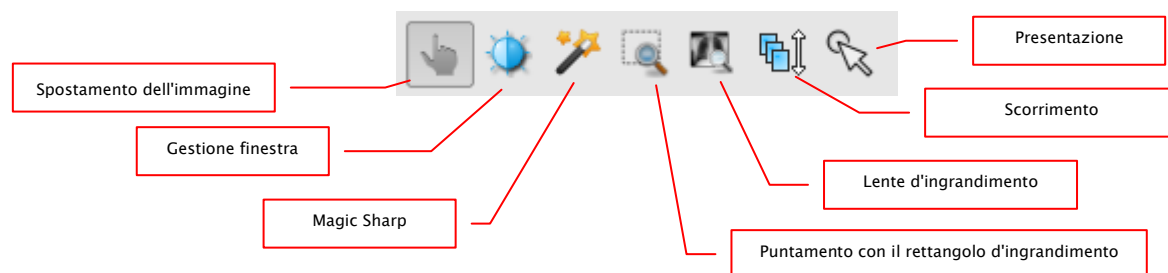 Presentazione
Spostamento dell'immagine
Scorrimento
Gestione finestra
Lente d'ingrandimento
Magic Sharp
Puntamento con il rettangolo d'ingrandimento